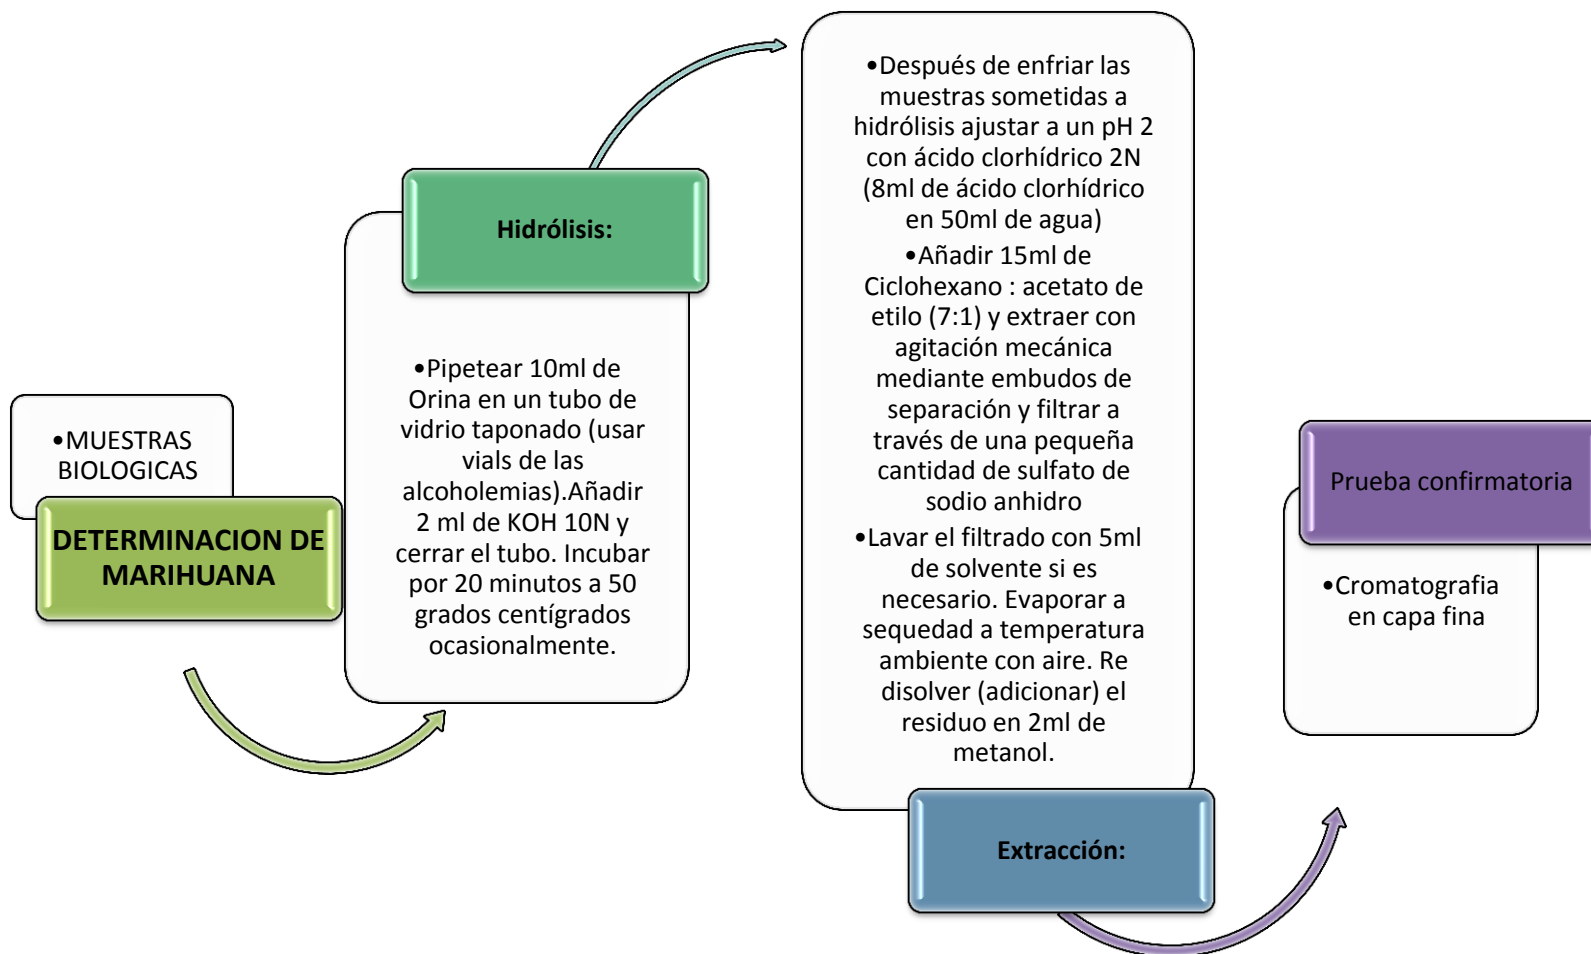 •MUESTRAS
BIOLOGICAS
DETERMINACION DE
MARIHUANA
Hidrólisis:
•Pipetear 10ml de
Orina en un tubo de
vidrio taponado (usar
vials de las
alcoholemias).Añadir
2 ml de KOH 10N y
cerrar el tubo. Incubar
por 20 minutos a 50
grados centígrados
ocasionalmente.
•Después de enfriar las
muestras sometidas a
hidrólisis ajustar a un pH 2
con ácido clorhídrico 2N
(8ml de ácido clorhídrico
en 50ml de agua)
•Añadir 15ml de
Ciclohexano : acetato de
etilo (7:1) y extraer con
agitación mecánica
mediante embudos de
separación y filtrar a
través de una pequeña
cantidad de sulfato de
sodio anhidro
•Lavar el filtrado con 5ml
de solvente si es
necesario. Evaporar a
sequedad a temperatura
ambiente con aire. Re
disolver (adicionar) el
residuo en 2ml de
metanol.
Extracción:
Prueba confirmatoria
•Cromatografia
en capa fina